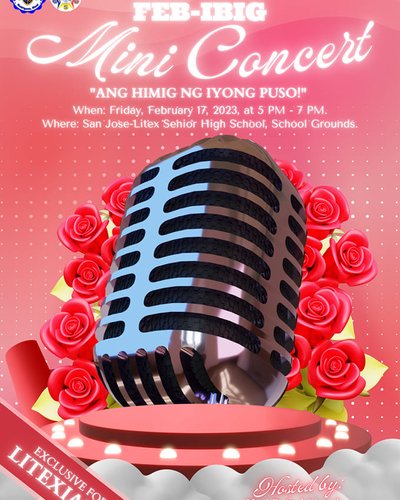 FEB-IBIG
Mini Concert
"ANG HIMIG NG IYONG PUSO!"
When: Friday, February 17, 2023, at 5 PM - 7 PM.
Where: San Jose-Litex Senior High School, School Grounds.
EXCLUSIVE FOR
Hosted by: